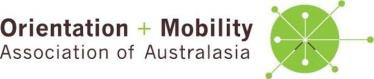 Orientation + Mobility
Association of Australasia